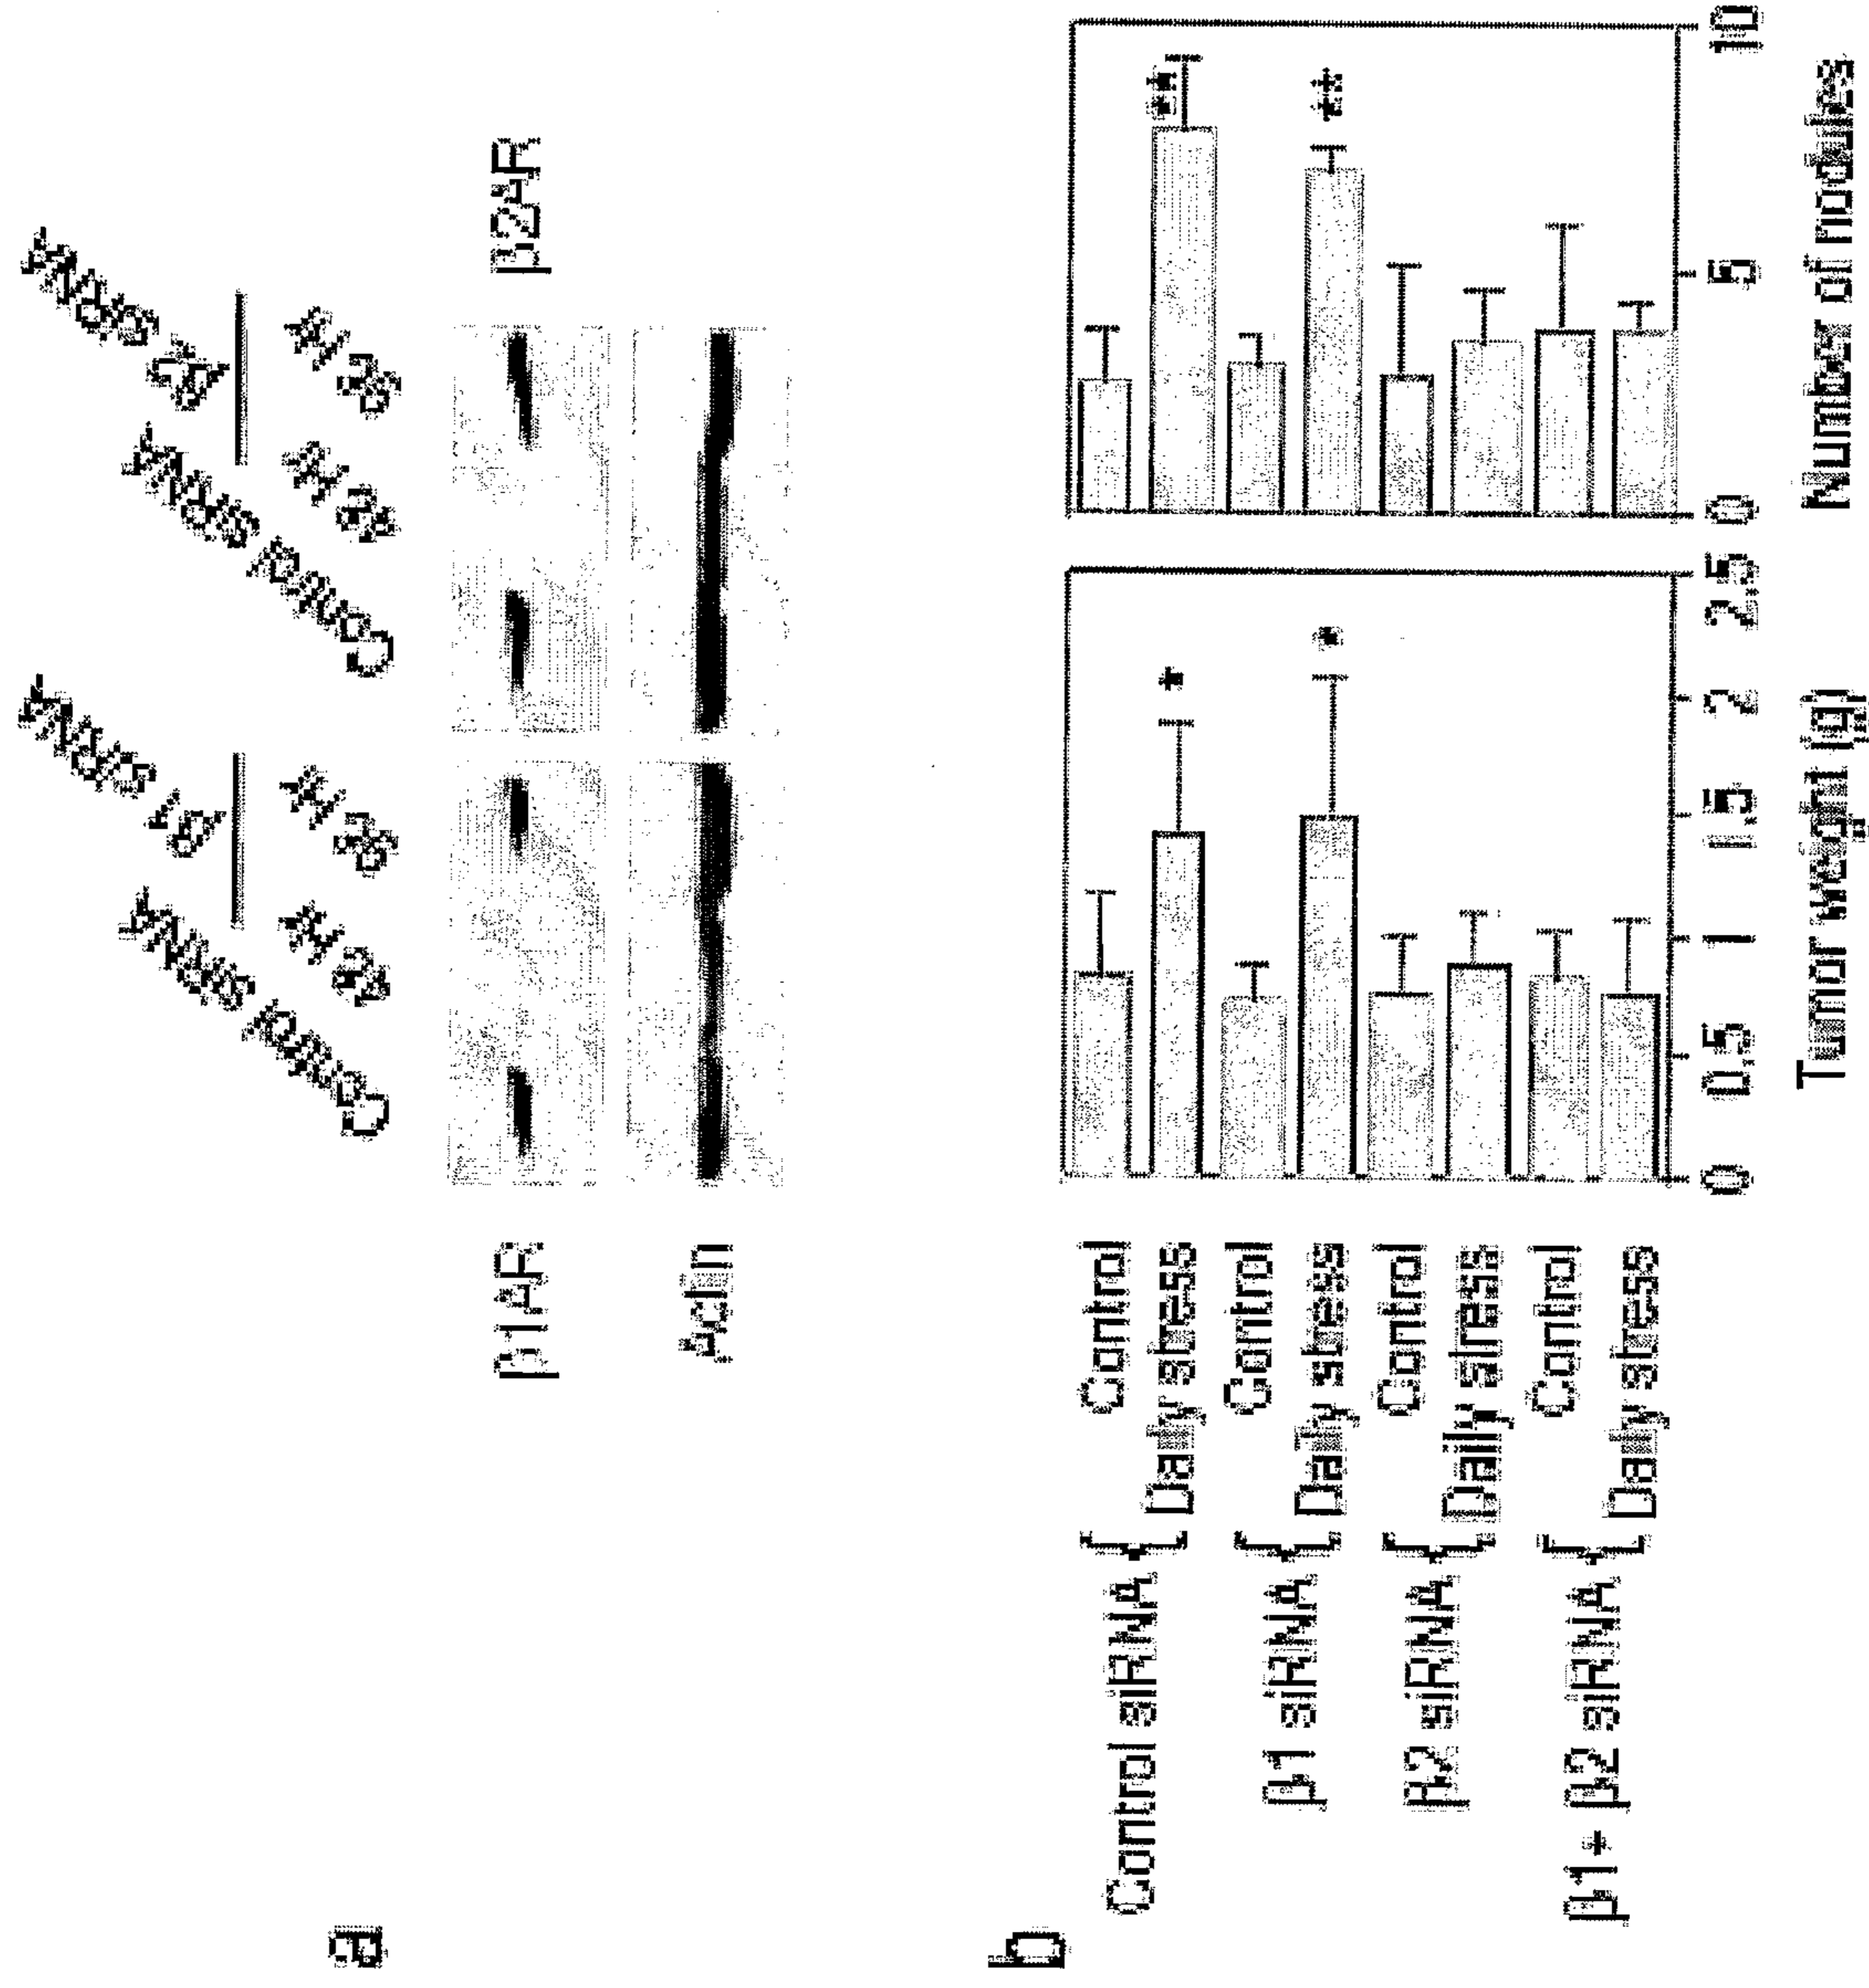 a
Control siRNA
β1 siRNA
Control siRNA
β2 siRNA
β1AR
β2AR
Actin
b
Control siRNA { Control
Daily stress
β1 siRNA { Control
Daily stress
β2 siRNA { Control
Daily stress
β1+ β2 siRNA { Control
Daily stress
*
*
**
**
0 0.5 1 1.5 2 2.5
Tumor weight (g)
0 5 10
Number of nodules